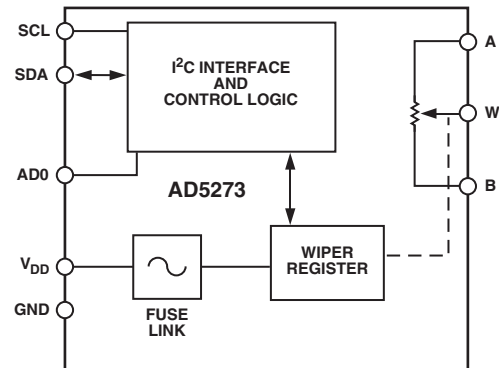 SCL
SDA
AD0
V_DD
GND
I²C INTERFACE
AND
CONTROL LOGIC
AD5273
FUSE
LINK
WIPER
REGISTER
A
W
B